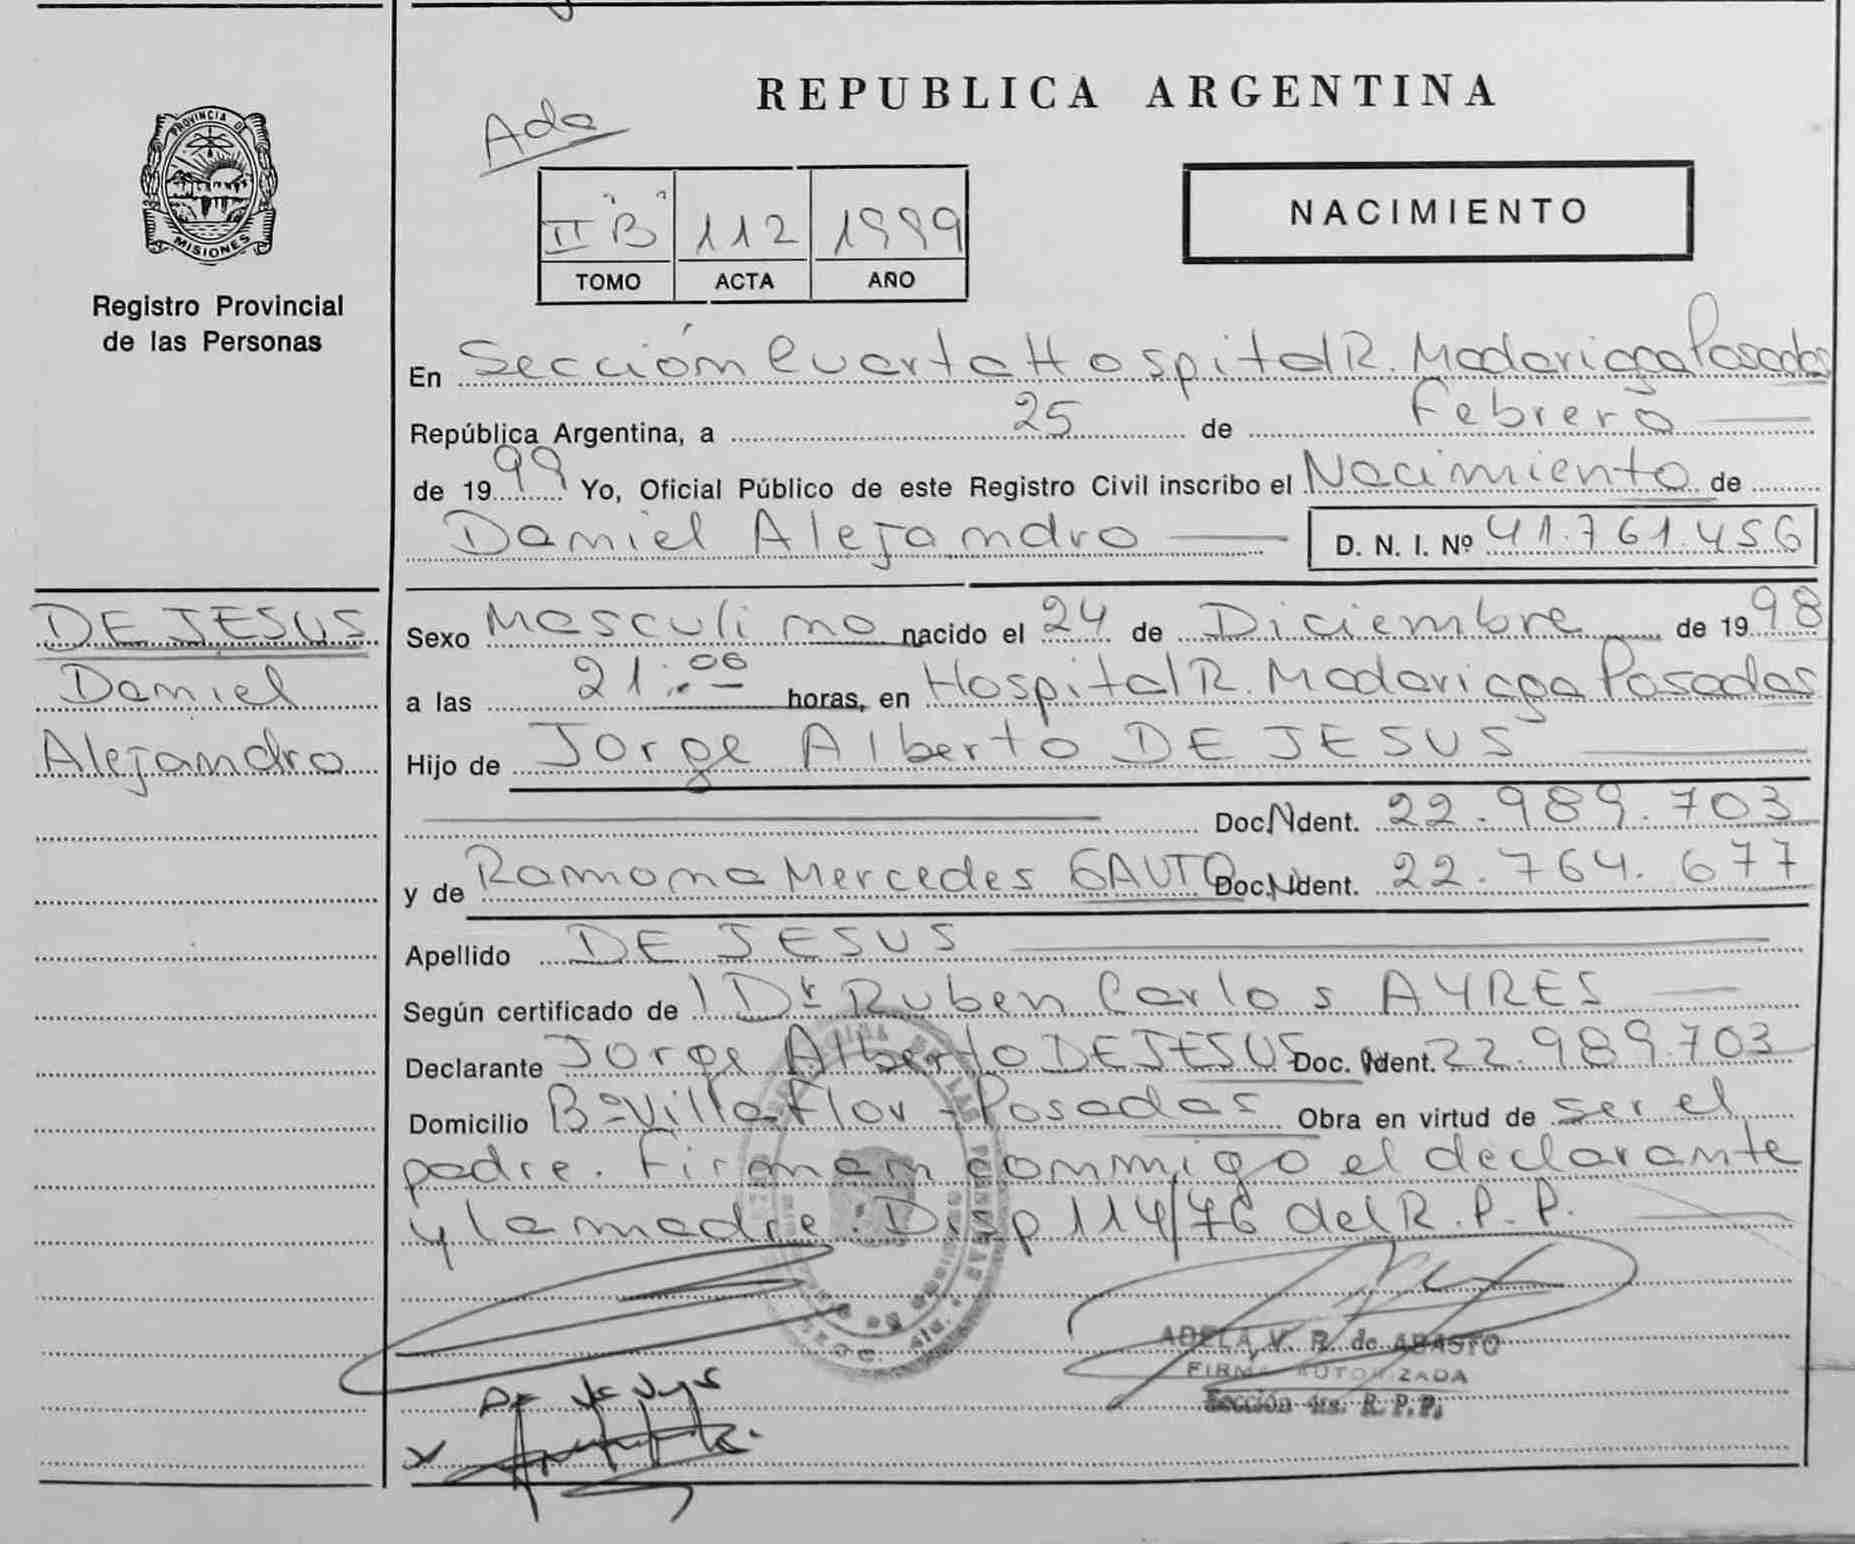 REPUBLICA ARGENTINA
PROVINCIA DE
MISIONES
Registro Provincial
de las Personas
Ada
II "B" 112 1999
TOMO ACTA AÑO
NACIMIENTO
En Sección Cuarta Hospital R. Madariaga Posadas
República Argentina, a 25 de Febrero
de 1999 Yo, Oficial Público de este Registro Civil inscribo el Nacimiento de
Daniel Alejandro D. N. I. Nº 41.761.456
DE JESUS
Daniel
Alejandro
Sexo Masculino nacido el 24 de Diciembre de 1998
a las 21:00 horas, en Hospital R. Madariaga Posadas
Hijo de Jorge Alberto DE JESUS
Doc. Ident. 22.989.703
y de Ramona Mercedes GAUTO Doc. Ident. 22.764.677
Apellido DE JESUS
Según certificado de l Dr Ruben Carlos AYRES
Declarante Jorge Alberto DE JESUS Doc. Ident. 22.989.703
Domicilio Bº Villa Flor - Posadas Obra en virtud de ser el
padre. Firman conmigo el declarante
y la madre. Disp 114/76 del R.P.P.
ADELA V. R. de ABASTO
FIRMA AUTORIZADA
Sección 4ta. R. P. P.